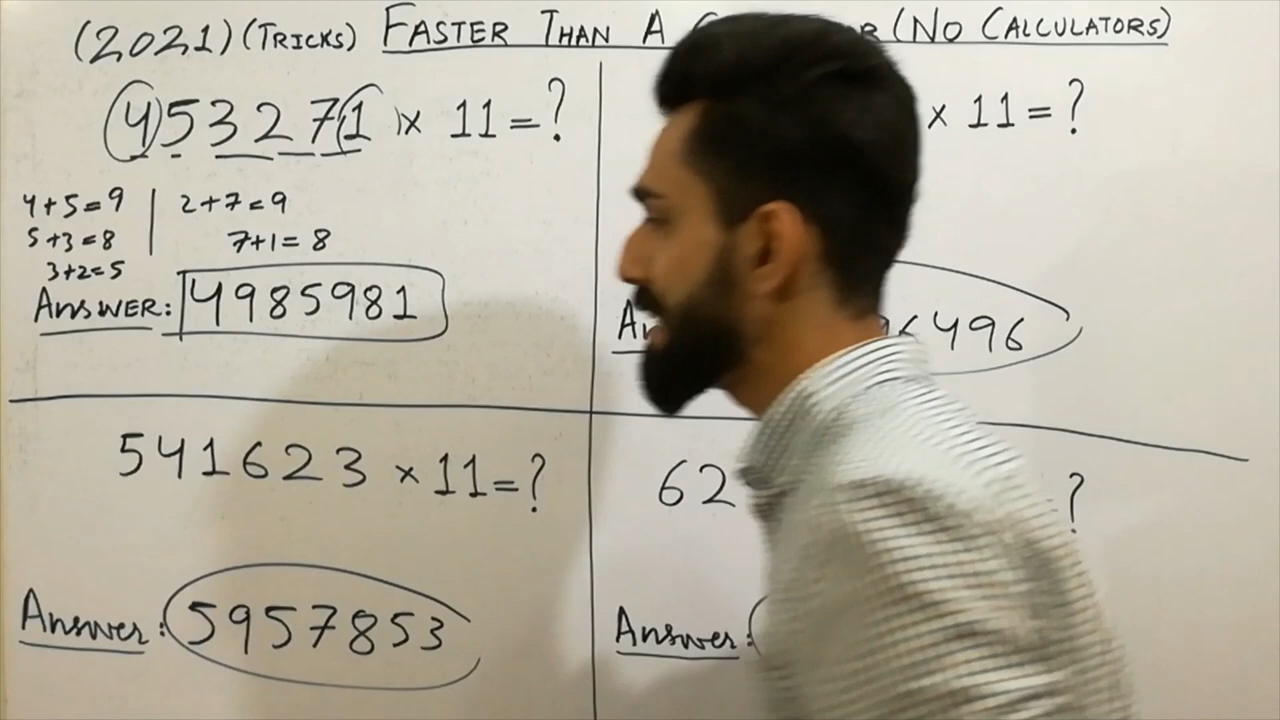 (2021) (TRICKS) FASTER THAN A (NO CALCULATORS)
453271 × 11 = ?
4+5=9 | 2+7=9
5+3=8 7+1=8
3+2=5
ANSWER: 4985981
× 11 = ?
6496
541623 × 11 = ?
Answer: 5957853
62 ?
Answer: